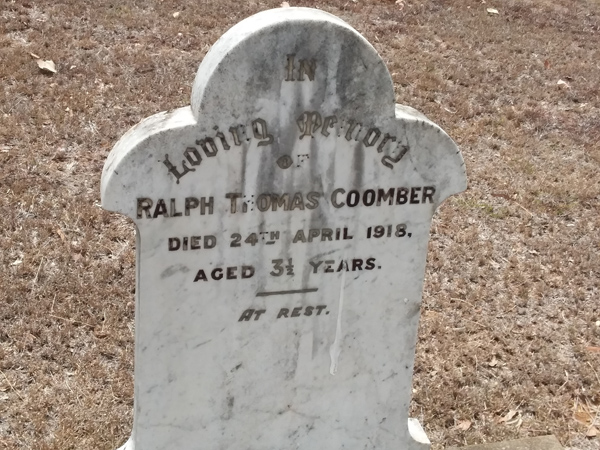 IN
Loving Memory
OF
RALPH THOMAS COOMBER
DIED 24TH APRIL 1918,
AGED 3½ YEARS.
AT REST.